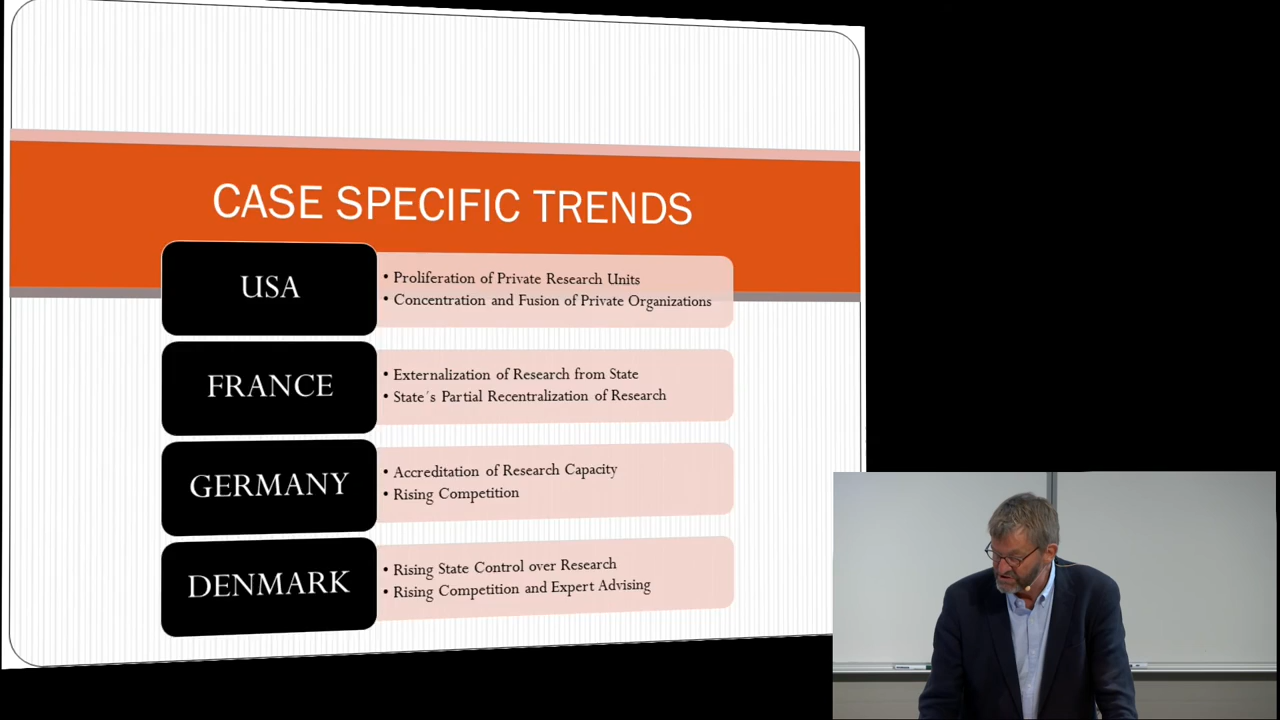 CASE SPECIFIC TRENDS
USA
• Proliferation of Private Research Units
• Concentration and Fusion of Private Organizations
FRANCE
• Externalization of Research from State
• State´s Partial Recentralization of Research
GERMANY
• Accreditation of Research Capacity
• Rising Competition
DENMARK
• Rising State Control over Research
• Rising Competition and Expert Advising